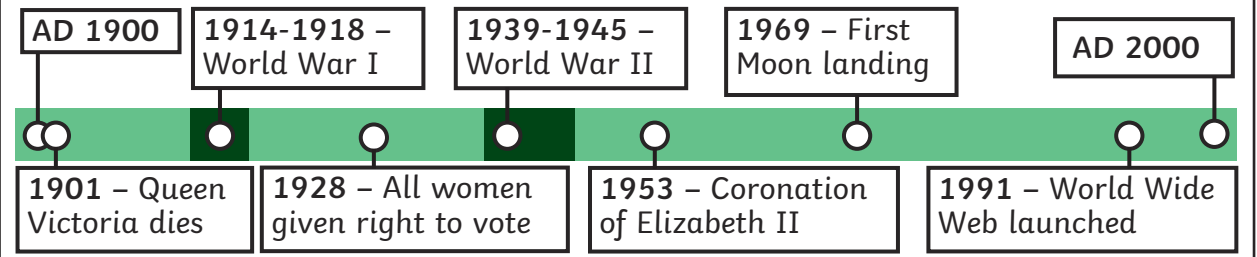 AD 1900
1914-1918 –
World War I
1939-1945 –
World War II
1969 – First
Moon landing
AD 2000
1901 – Queen
Victoria dies
1928 – All women
given right to vote
1953 – Coronation
of Elizabeth II
1991 – World Wide
Web launched